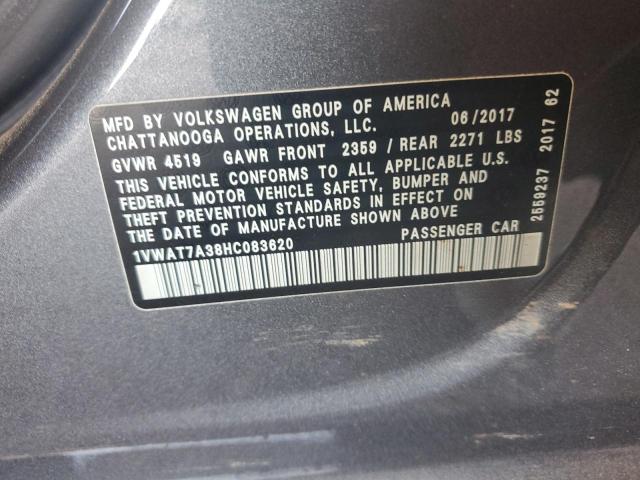 MFD BY VOLKSWAGEN GROUP OF AMERICA 06/2017
CHATTANOOGA OPERATIONS, LLC.
GVWR 4519 GAWR FRONT 2359 / REAR 2271 LBS
THIS VEHICLE CONFORMS TO ALL APPLICABLE U.S.
FEDERAL MOTOR VEHICLE SAFETY, BUMPER AND
THEFT PREVENTION STANDARDS IN EFFECT ON
THE DATE OF MANUFACTURE SHOWN ABOVE
1VWAT7A38HC083620 PASSENGER CAR
2559237 2017 62